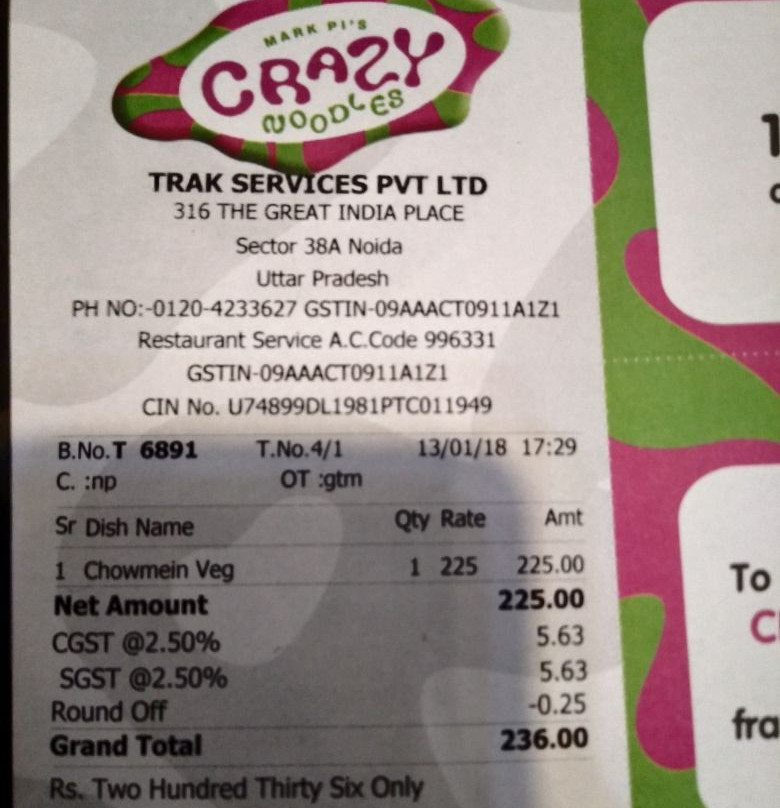 MARK PI'S
CRAZY
NOODLES
TRAK SERVICES PVT LTD
316 THE GREAT INDIA PLACE
Sector 38A Noida
Uttar Pradesh
PH NO:-0120-4233627 GSTIN-09AAACT0911A1Z1
Restaurant Service A.C.Code 996331
GSTIN-09AAACT0911A1Z1
CIN No. U74899DL1981PTC011949
B.No.T 6891 T.No.4/1 13/01/18 17:29
C. :np OT :gtm
Sr Dish Name Qty Rate Amt
1 Chowmein Veg 1 225 225.00
Net Amount 225.00
CGST @2.50% 5.63
SGST @2.50% 5.63
Round Off -0.25
Grand Total 236.00
Rs. Two Hundred Thirty Six Only
To